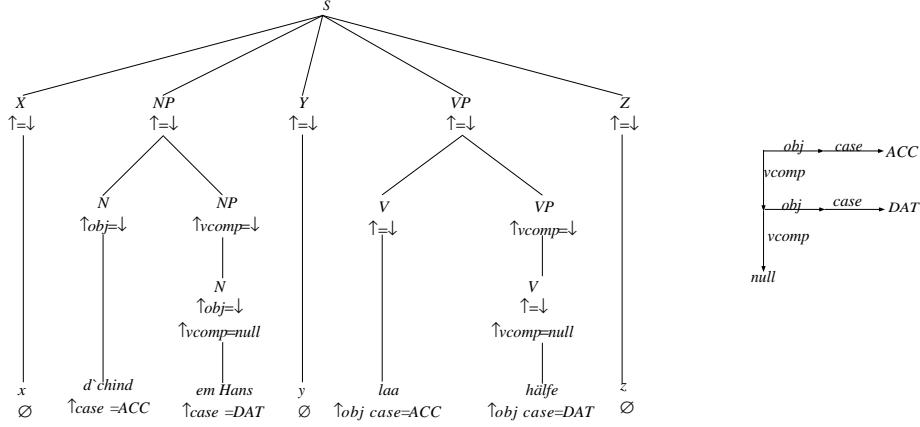 S
X NP Y VP Z
↑=↓ ↑=↓ ↑=↓ ↑=↓ ↑=↓
obj case ACC
vcomp
N NP V VP
obj case DAT
↑obj=↓ ↑vcomp=↓ ↑=↓ ↑vcomp=↓
vcomp
null
N V
↑obj=↓ ↑=↓
↑vcomp=null ↑vcomp=null
x d`chind em Hans y laa hälfe z
∅ ↑case =ACC ↑case =DAT ∅ ↑obj case=ACC ↑obj case=DAT ∅